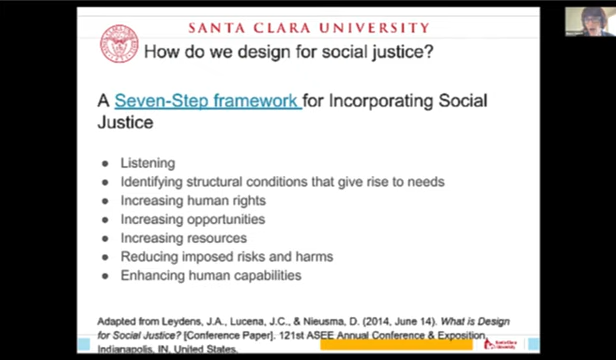 SANTA CLARA UNIVERSITY
How do we design for social justice?
A Seven-Step framework for Incorporating Social
Justice
● Listening
● Identifying structural conditions that give rise to needs
● Increasing human rights
● Increasing opportunities
● Increasing resources
● Reducing imposed risks and harms
● Enhancing human capabilities
Adapted from Leydens, J.A., Lucena, J.C., & Nieusma, D. (2014, June 14). What is Design
for Social Justice? [Conference Paper]. 121st ASEE Annual Conference & Exposition,
Indianapolis, IN, United States.